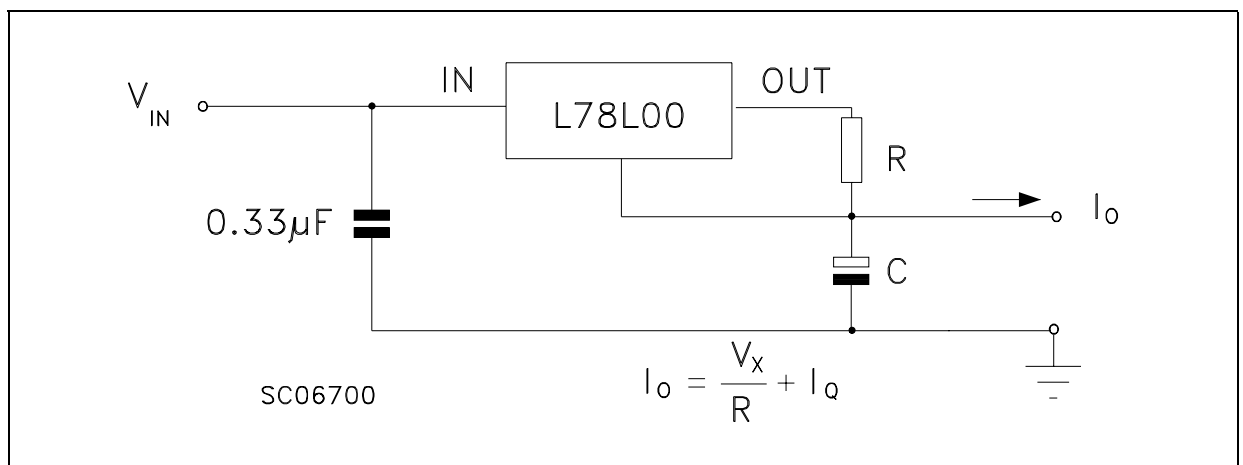 V_IN
IN
L78L00
OUT
R
0.33µF
I_O
C
I_O = V_X/R + I_Q
SC06700